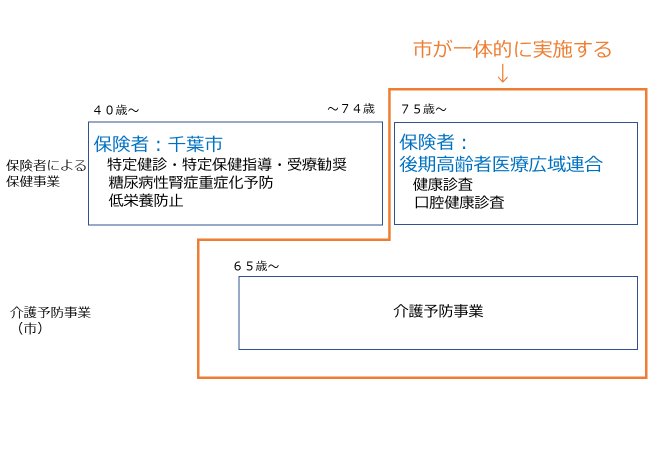 市が一体的に実施する
↓
４０歳～
～７４歳
７５歳～
保険者による
保健事業
保険者：千葉市
特定健診・特定保健指導・受療勧奨
糖尿病性腎症重症化予防
低栄養防止
保険者：
後期高齢者医療広域連合
健康診査
口腔健康診査
６５歳～
介護予防事業
（市）
介護予防事業